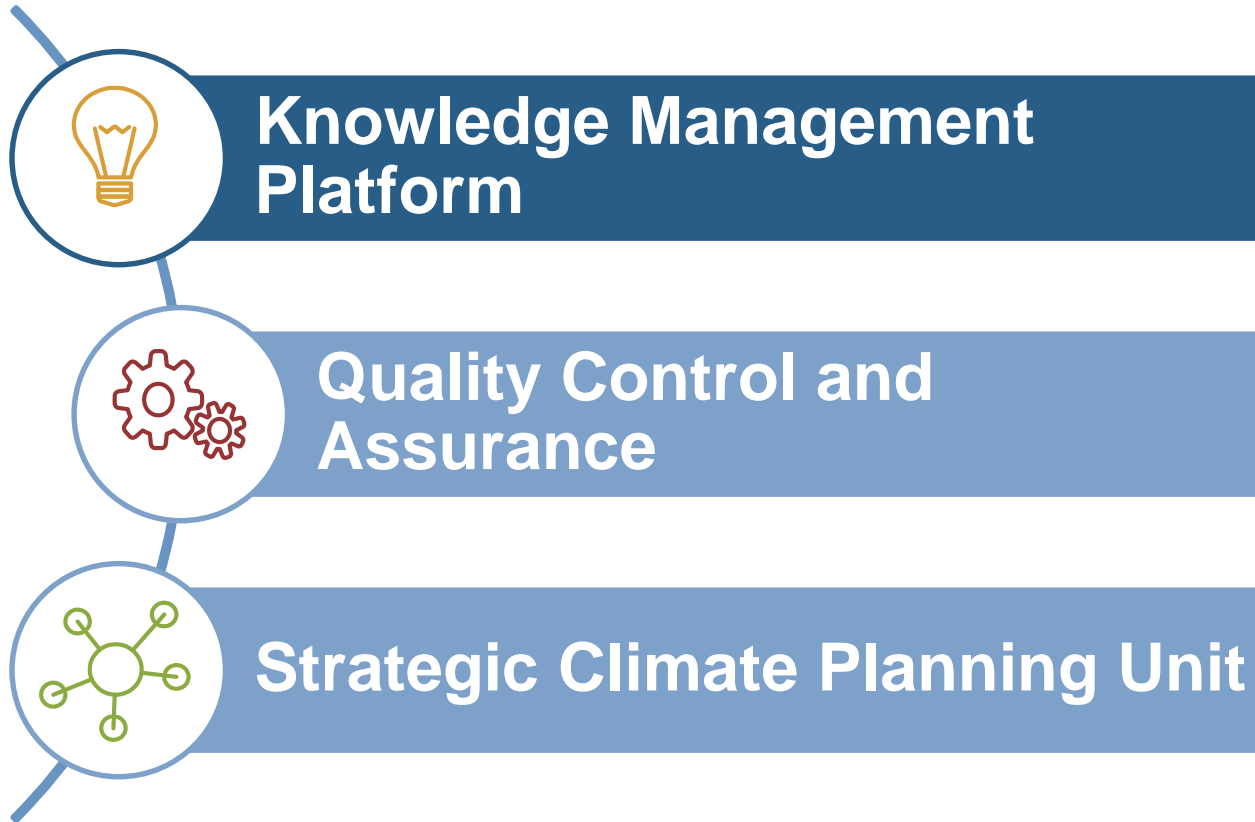 Knowledge Management
Platform
Quality Control and
Assurance
Strategic Climate Planning Unit